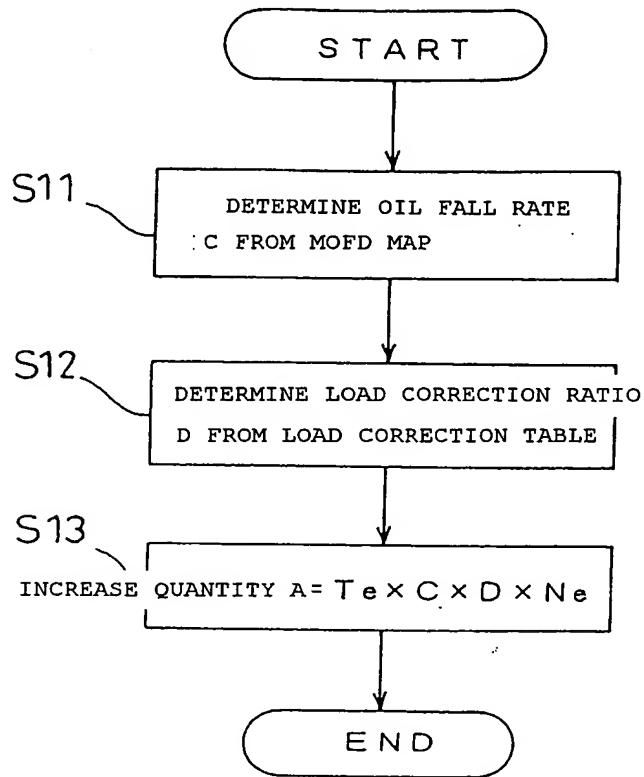 START
S11
DETERMINE OIL FALL RATE
C FROM MOFD MAP
S12
DETERMINE LOAD CORRECTION RATIO
D FROM LOAD CORRECTION TABLE
S13
INCREASE QUANTITY A = Te × C × D × Ne
END